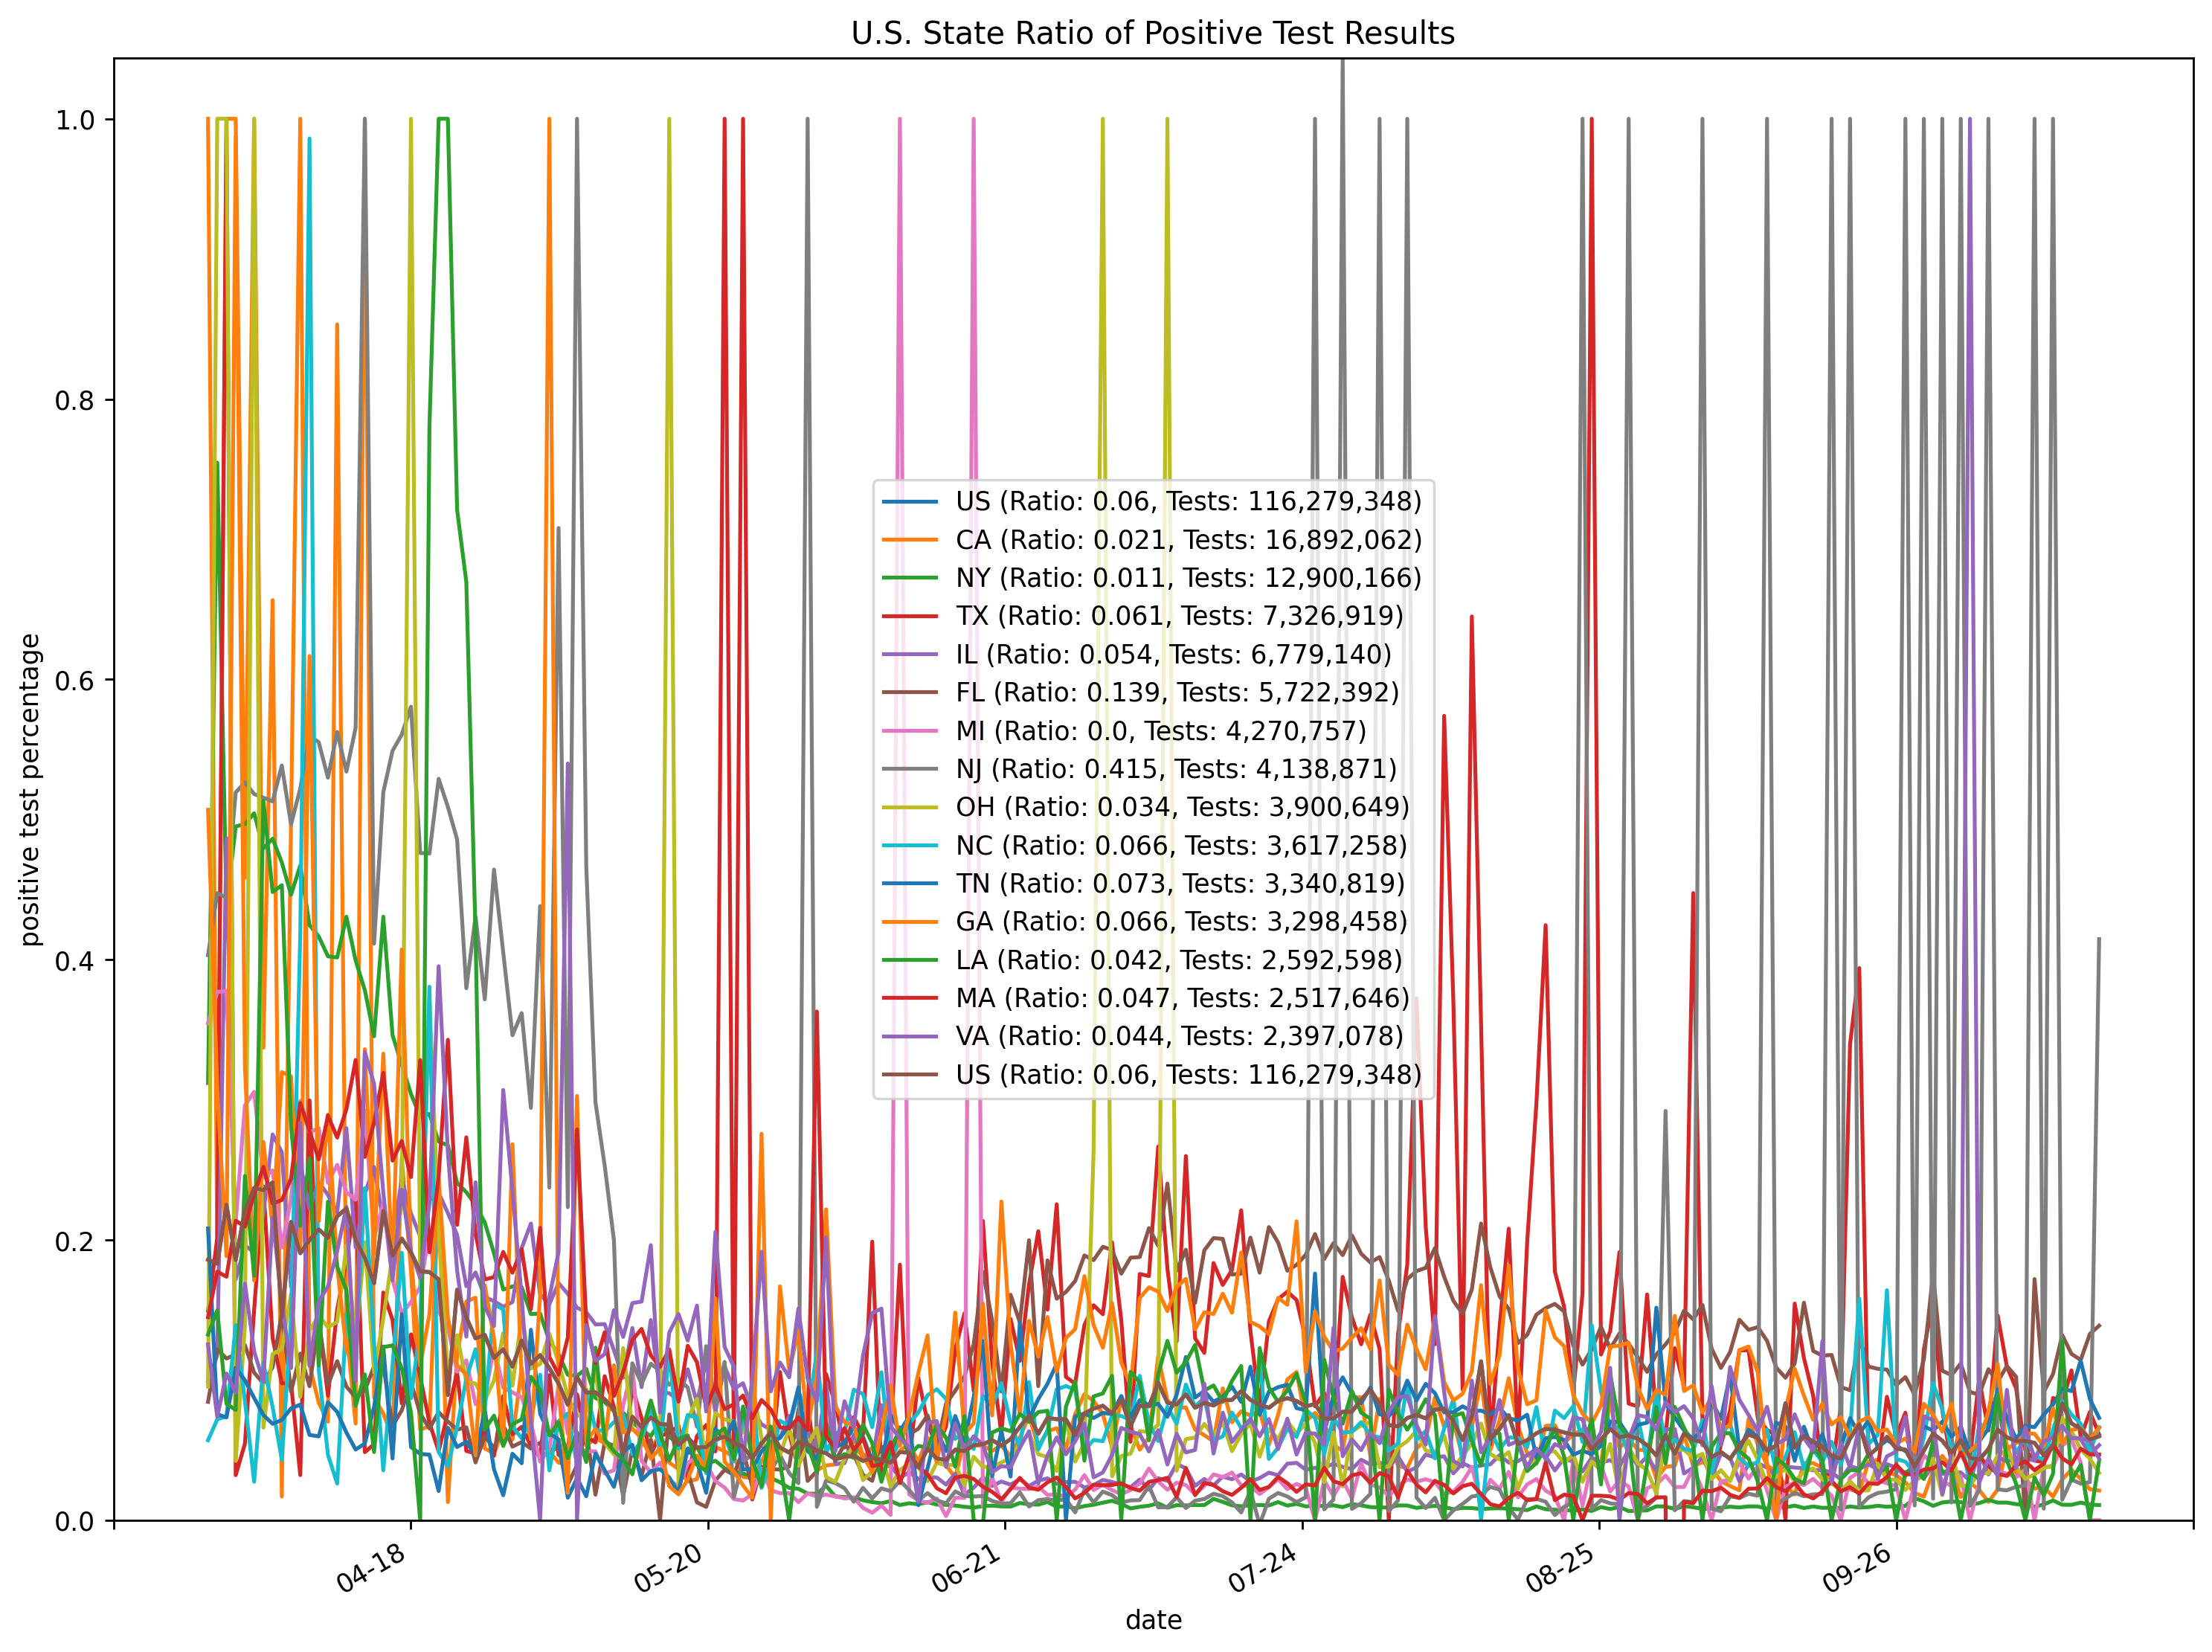 U.S. State Ratio of Positive Test Results
1.0
0.8
0.6
0.4
0.2
0.0
positive test percentage
US (Ratio: 0.06, Tests: 116,279,348)
CA (Ratio: 0.021, Tests: 16,892,062)
NY (Ratio: 0.011, Tests: 12,900,166)
TX (Ratio: 0.061, Tests: 7,326,919)
IL (Ratio: 0.054, Tests: 6,779,140)
FL (Ratio: 0.139, Tests: 5,722,392)
MI (Ratio: 0.0, Tests: 4,270,757)
NJ (Ratio: 0.415, Tests: 4,138,871)
OH (Ratio: 0.034, Tests: 3,900,649)
NC (Ratio: 0.066, Tests: 3,617,258)
TN (Ratio: 0.073, Tests: 3,340,819)
GA (Ratio: 0.066, Tests: 3,298,458)
LA (Ratio: 0.042, Tests: 2,592,598)
MA (Ratio: 0.047, Tests: 2,517,646)
VA (Ratio: 0.044, Tests: 2,397,078)
US (Ratio: 0.06, Tests: 116,279,348)
04-18 05-20 06-21 07-24 08-25 09-26
date